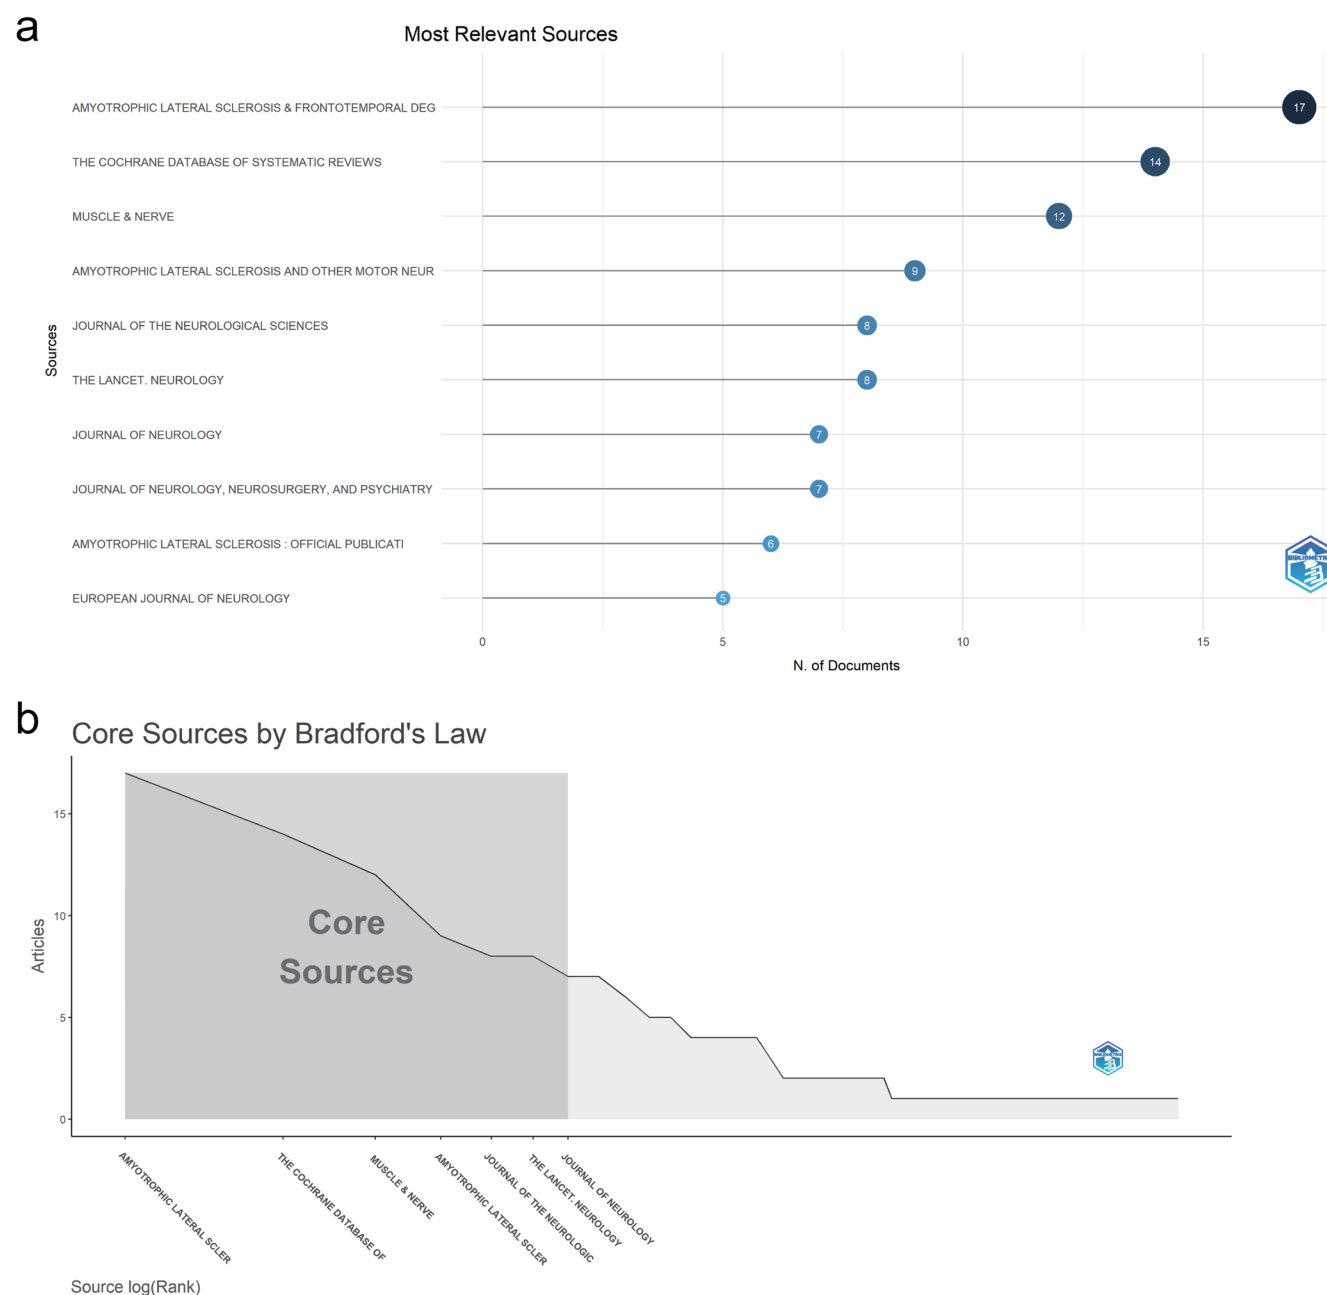 a
Most Relevant Sources
AMYOTROPHIC LATERAL SCLEROSIS & FRONTOTEMPORAL DEG
17
THE COCHRANE DATABASE OF SYSTEMATIC REVIEWS
14
MUSCLE & NERVE
12
AMYOTROPHIC LATERAL SCLEROSIS AND OTHER MOTOR NEUR
9
JOURNAL OF THE NEUROLOGICAL SCIENCES
8
THE LANCET. NEUROLOGY
8
JOURNAL OF NEUROLOGY
7
JOURNAL OF NEUROLOGY, NEUROSURGERY, AND PSYCHIATRY
7
AMYOTROPHIC LATERAL SCLEROSIS : OFFICIAL PUBLICATI
6
EUROPEAN JOURNAL OF NEUROLOGY
5
Sources
0 5 10 15
N. of Documents
b
Core Sources by Bradford's Law
15
10
5
0
Articles
Core
Sources
AMYOTROPHIC LATERAL SCLER
THE COCHRANE DATABASE OF
MUSCLE & NERVE
AMYOTROPHIC LATERAL SCLER
JOURNAL OF THE NEUROLOGIC
THE LANCET. NEUROLOGY
JOURNAL OF NEUROLOGY
Source log(Rank)